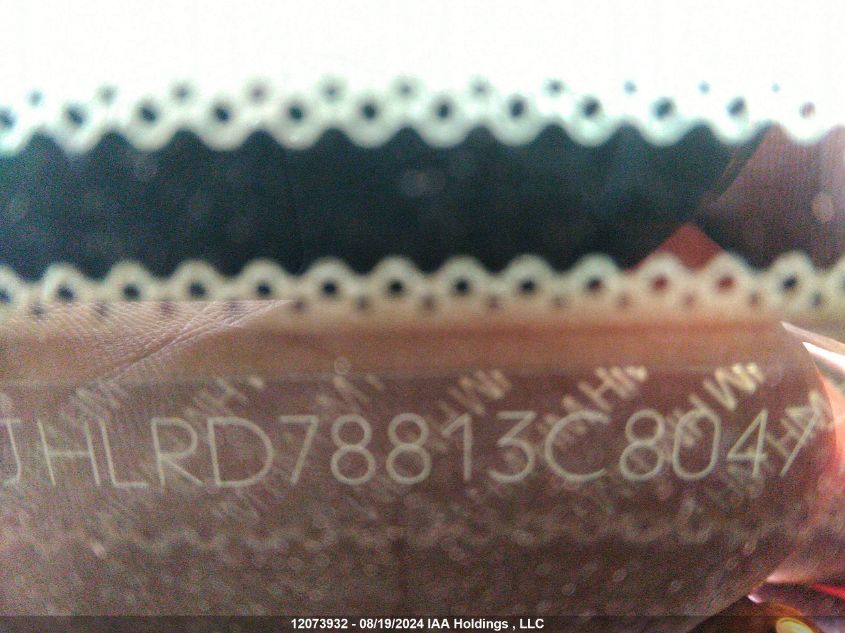 JHLRD78813C8047
12073932 - 08/19/2024 IAA Holdings , LLC